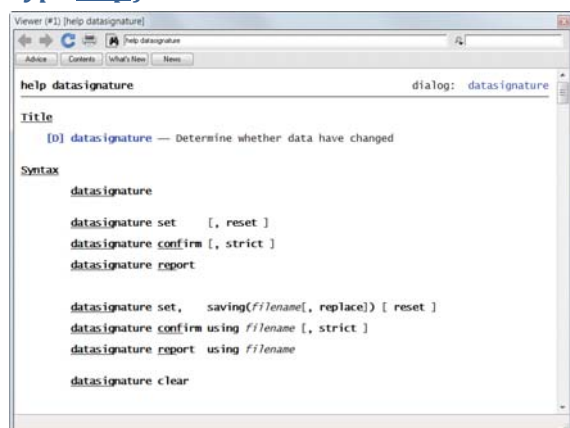 Viewer (#1) [help datasignature]
help datasignature
Advice Contents What's New News
help datasignature dialog: datasignature
Title
[D] datasignature — Determine whether data have changed
Syntax
datasignature
datasignature set [, reset ]
datasignature confirm [, strict ]
datasignature report
datasignature set, saving(filename[, replace]) [ reset ]
datasignature confirm using filename [, strict ]
datasignature report using filename
datasignature clear